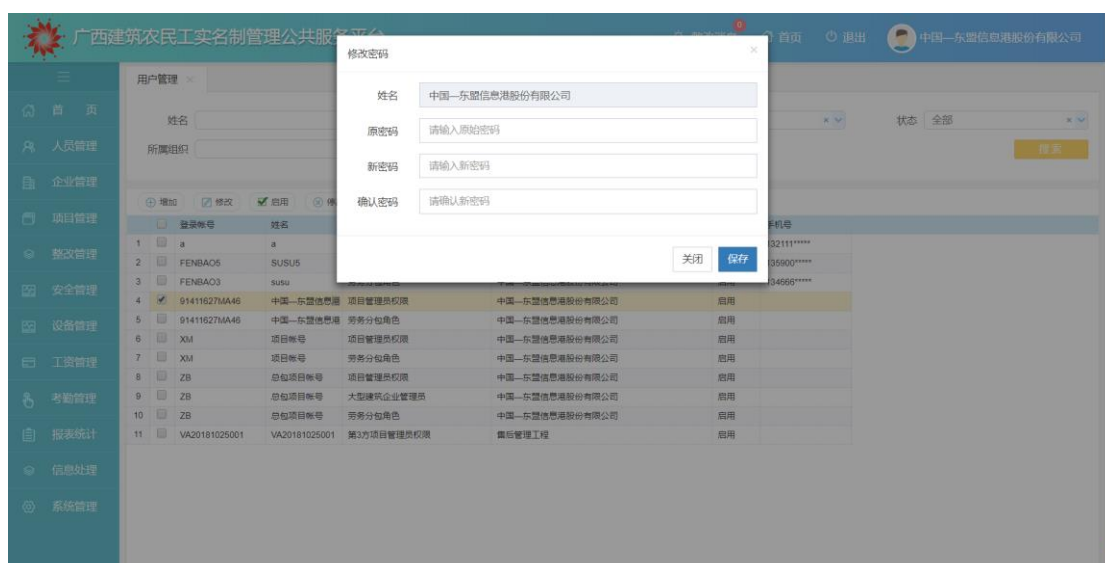 广西建筑农民工实名制管理公共服务平台
0
首页
退出
中国—东盟信息港股份有限公司
修改密码
×
姓名
中国—东盟信息港股份有限公司
原密码
请输入原始密码
新密码
请输入新密码
确认密码
请确认新密码
关闭
保存
首 页
人员管理
企业管理
项目管理
整改管理
安全管理
设备管理
工资管理
考勤管理
报表统计
信息处理
系统管理
用户管理 ×
姓名
状态 全部
所属组织
搜索
增加 修改 启用
登录帐号 姓名 手机号
1 a a 132111*****
2 FENBAO5 SUSU5 135900*****
3 FENBAO3 susu 134666*****
4 91411627MA46 中国—东盟信息港 项目管理员权限 中国—东盟信息港股份有限公司 启用
5 91411627MA46 中国—东盟信息港 劳务分包角色 中国—东盟信息港股份有限公司 启用
6 XM 项目帐号 项目管理员权限 中国—东盟信息港股份有限公司 启用
7 XM 项目帐号 劳务分包角色 中国—东盟信息港股份有限公司 启用
8 ZB 总包项目帐号 项目管理员权限 中国—东盟信息港股份有限公司 启用
9 ZB 总包项目帐号 大型建筑企业管理员 中国—东盟信息港股份有限公司 启用
10 ZB 总包项目帐号 劳务分包角色 中国—东盟信息港股份有限公司 启用
11 VA20181025001 VA20181025001 第3方项目管理员权限 售后管理工程 启用